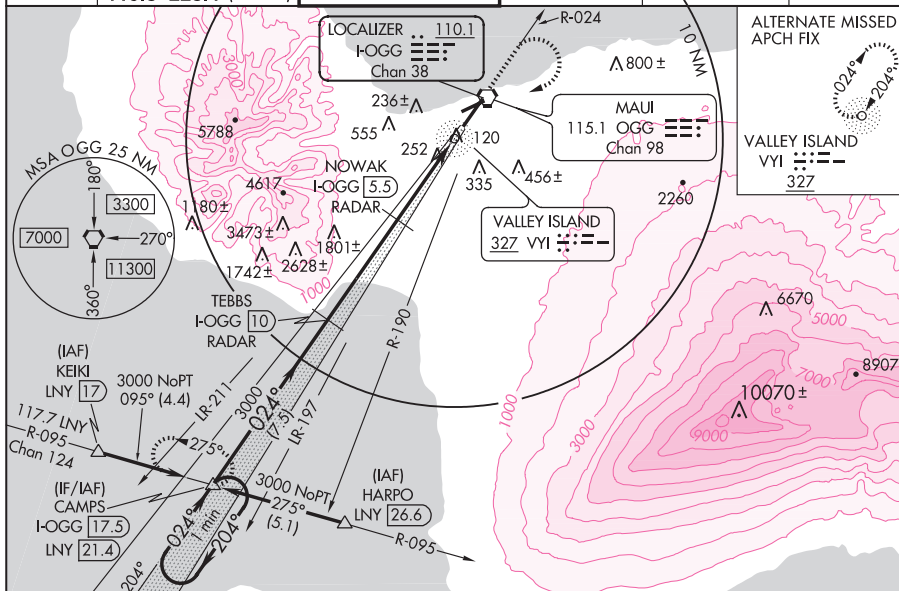 LOCALIZER 110.1
I-OGG
Chan 38
R-024
10 NM
ALTERNATE MISSED
APCH FIX
024°
204°
VALLEY ISLAND
VYI
327
800 ±
3000
236 ±
555
5788
120
MAUI
115.1 OGG
Chan 98
252
NOWAK
I-OGG 5.5
RADAR
335
456 ±
2260
MSA OGG 25 NM
180°
3300
7000
270°
11300
360°
4617
1180 ±
3473 ±
1801 ±
1742 ±
2628 ±
1000
VALLEY ISLAND
327 VYI
TEBBS
I-OGG 10
RADAR
R-190
6670
5000
8907
7000
10070 ±
9000
1000
3000
(IAF)
KEIKI
LNY 17
3000 NoPT
095° (4.4)
LR-211
3000
024°
(7.5)
LR-197
117.7 LNY
R-095
Chan 124
275°
(IF/IAF)
CAMPS
I-OGG 17.5
LNY 21.4
3000 NoPT
275°
(5.1)
(IAF)
HARPO
LNY 26.6
R-095
024°
1 min
204°
204°